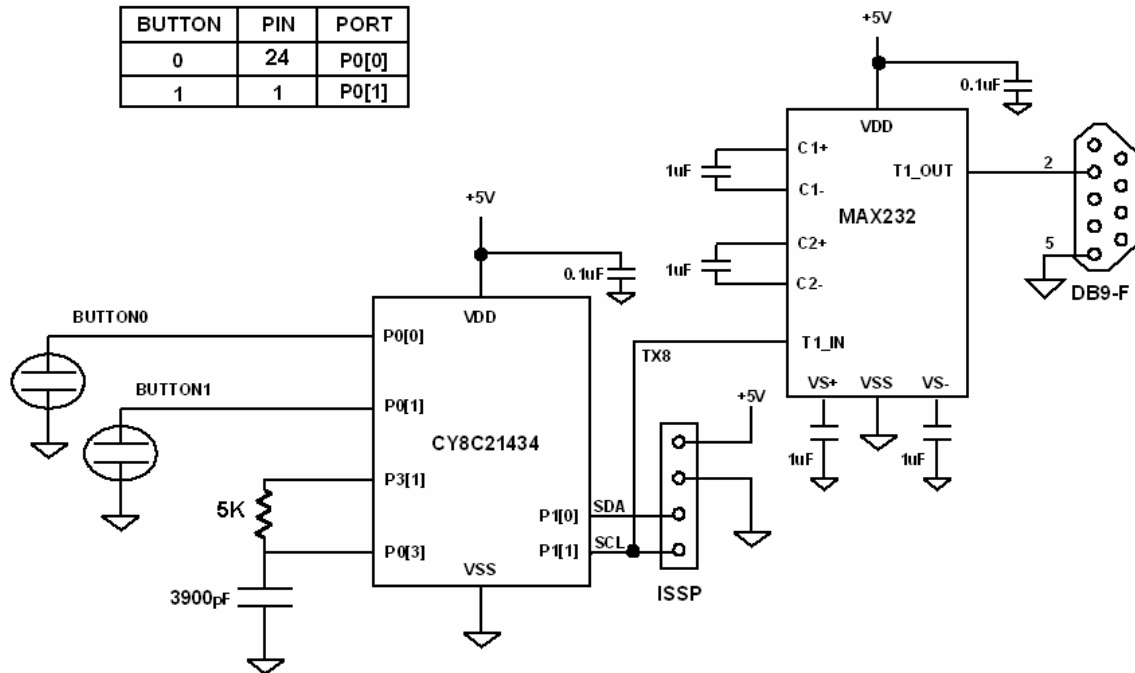 BUTTON PIN PORT
0 24 P0[0]
1 1 P0[1]
+5V
0.1uF
VDD
C1+
1uF
C1-
T1_OUT
2
MAX232
C2+
1uF
C2-
5
DB9-F
T1_IN
TX8
VS+ VSS VS-
1uF
1uF
+5V
0.1uF
VDD
BUTTON0
P0[0]
BUTTON1
P0[1]
CY8C21434
P3[1]
5K
P0[3]
3900pF
P1[0]
SDA
P1[1]
SCL
VSS
+5V
ISSP